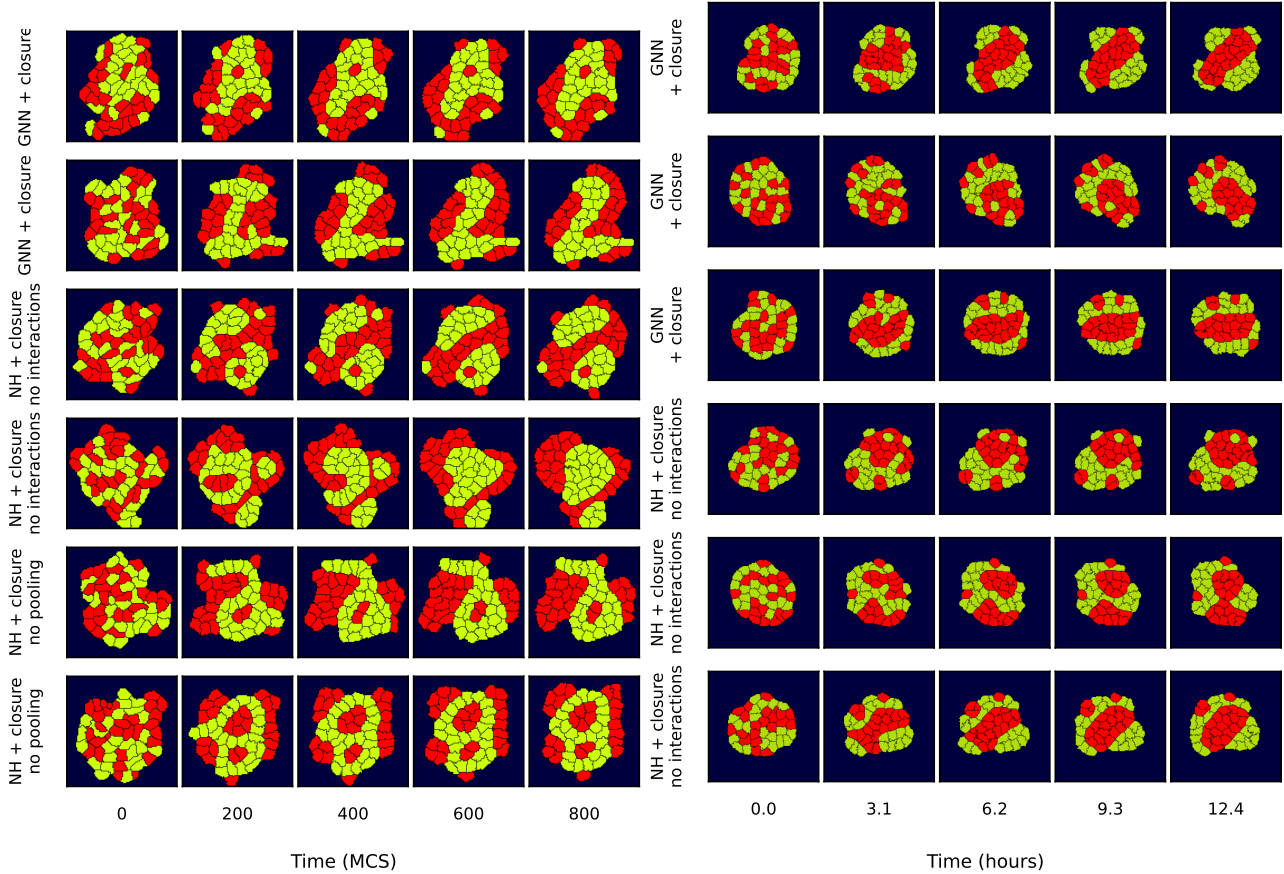 GNN + closure
GNN + closure
NH + closure
no interactions
NH + closure
no interactions
NH + closure
no pooling
NH + closure
no pooling
0 200 400 600 800
Time (MCS)
GNN
+ closure
GNN
+ closure
GNN
+ closure
NH + closure
no interactions
NH + closure
no interactions
NH + closure
no interactions
0.0 3.1 6.2 9.3 12.4
Time (hours)